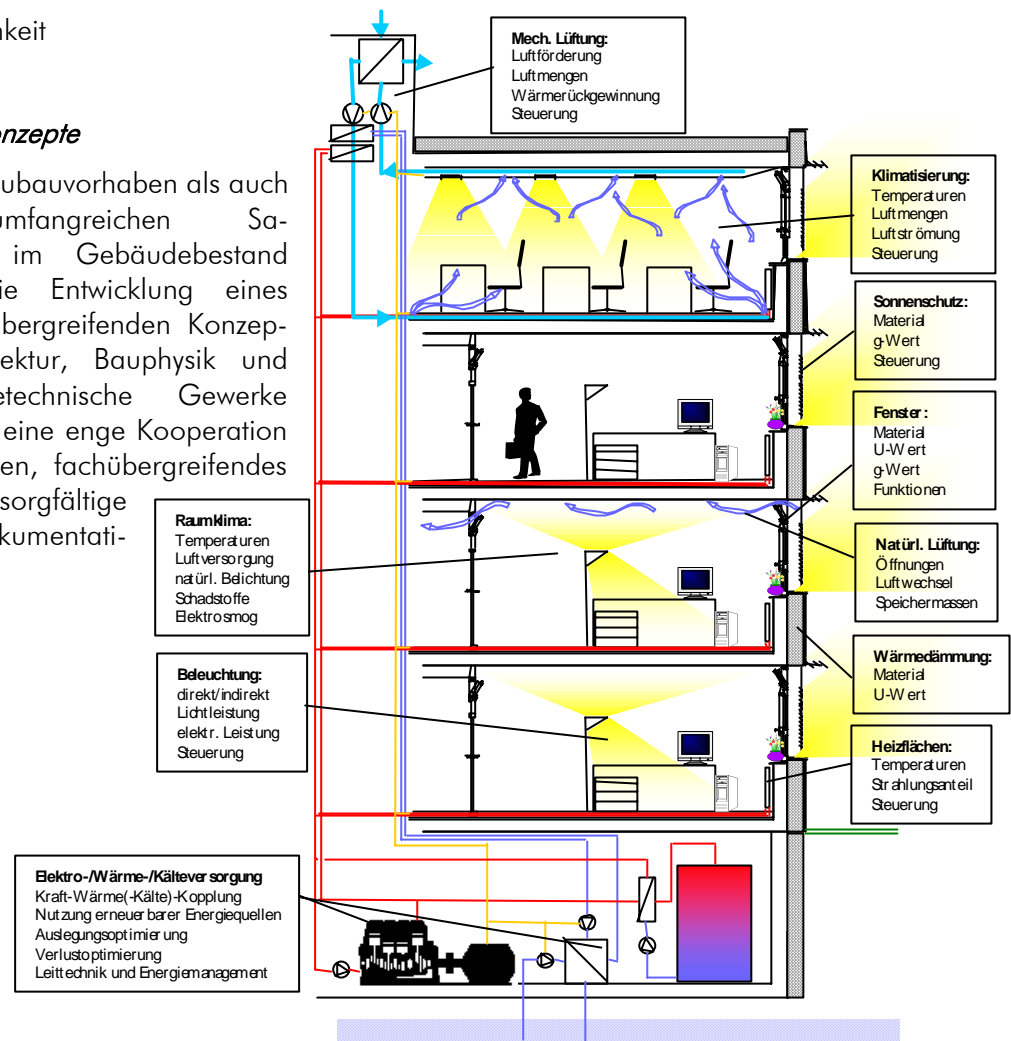 hkeit
onzepte
ubauvorhaben als auch
umfangreichen Sa-
im Gebäudebestand
ie Entwicklung eines
bergreifenden Konzep-
ektur, Bauphysik und
etechnische Gewerke
eine enge Kooperation
en, fachübergreifendes
sorgfältige
kumentati-
Mech. Lüftung:
Luftförderung
Luftmengen
Wärmerückgewinnung
Steuerung
Klimatisierung:
Temperaturen
Luftmengen
Luftströmung
Steuerung
Sonnenschutz:
Material
g-Wert
Steuerung
Fenster:
Material
U-Wert
g-Wert
Funktionen
Natürl. Lüftung:
Öffnungen
Luftwechsel
Speichermassen
Wärmedämmung:
Material
U-Wert
Heizflächen:
Temperaturen
Strahlungsanteil
Steuerung
Raumklima:
Temperaturen
Luftversorgung
natürl. Belichtung
Schadstoffe
Elektrosmog
Beleuchtung:
direkt/indirekt
Lichtleistung
elektr. Leistung
Steuerung
Elektro-/Wärme-/Kälteversorgung
Kraft-Wärme(-Kälte)-Kopplung
Nutzung erneuerbarer Energiequellen
Auslegungsoptimierung
Verlustoptimierung
Leittechnik und Energiemanagement